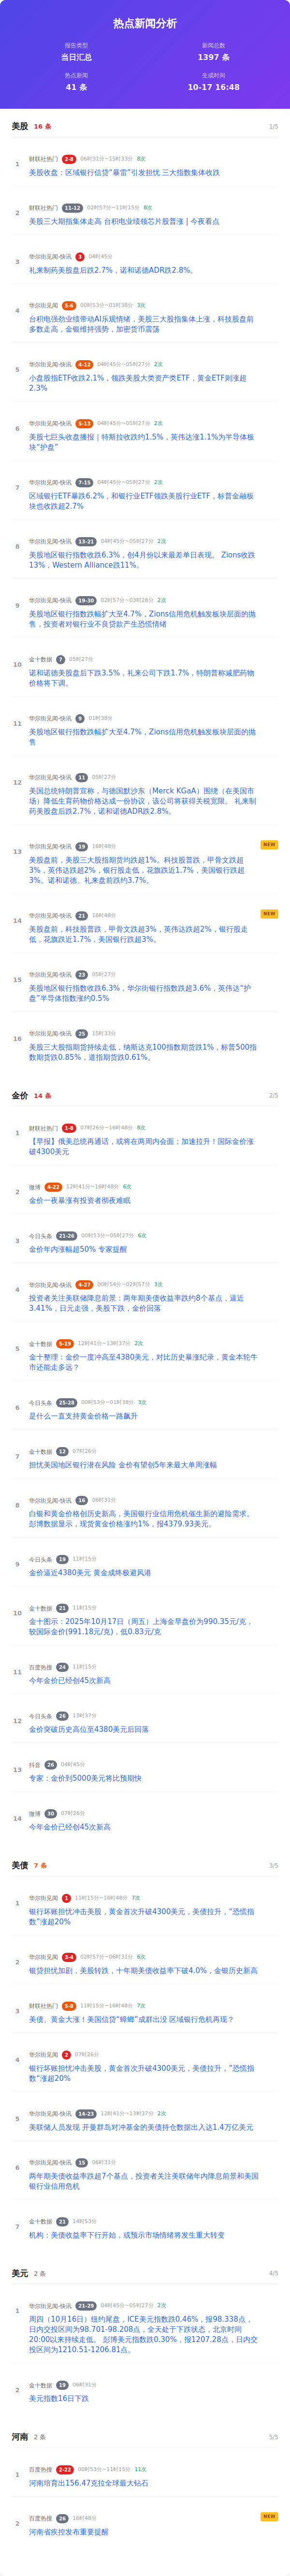 热点新闻分析
报告类型
当日汇总
新闻总数
1397 条
热点新闻
41 条
生成时间
10-17 16:48
美股 16 条 1/5
1
财联社热门 2-8 06时31分~15时33分 8次
美股收盘：区域银行信贷“暴雷”引发担忧 三大指数集体收跌
2
财联社热门 11-12 02时57分~11时15分 8次
美股三大期指集体走高 台积电业绩领芯片股普涨 | 今夜看点
3
华尔街见闻-快讯 3 04时45分
礼来制药美股盘后跌2.7%，诺和诺德ADR跌2.8%。
4
华尔街见闻 5-6 00时53分~01时38分 3次
台积电强劲业绩带动AI乐观情绪，美股三大股指集体上涨，科技股盘前
多数走高，金银维持强势，加密货币震荡
5
华尔街见闻-快讯 4-12 04时45分~05时27分 2次
小盘股指ETF收跌2.1%，领跌美股大类资产类ETF，黄金ETF则涨超
2.3%
6
华尔街见闻-快讯 5-13 04时45分~05时27分 2次
美股七巨头收盘播报｜特斯拉收跌约1.5%，英伟达涨1.1%为半导体板
块“护盘”
7
华尔街见闻-快讯 7-15 04时45分~05时27分 2次
区域银行ETF暴跌6.2%，和银行业ETF领跌美股行业ETF，标普金融板
块也收跌超2.7%
8
华尔街见闻-快讯 13-21 04时45分~05时27分 2次
美股地区银行指数收跌6.3%，创4月份以来最差单日表现。 Zions收跌
13%，Western Alliance跌11%。
9
华尔街见闻-快讯 19-30 02时57分~03时28分 2次
美股地区银行指数跌幅扩大至4.7%，Zions信用危机触发板块层面的抛
售，投资者对银行业不良贷款产生恐慌情绪
10
金十数据 7 05时27分
诺和诺德美股盘后下跌3.5%，礼来公司下跌1.7%，特朗普称减肥药物
价格将下调。
11
华尔街见闻-快讯 9 01时38分
美股地区银行指数跌幅扩大至4.7%，Zions信用危机触发板块层面的抛
售
12
华尔街见闻-快讯 11 05时27分
美国总统特朗普宣称，与德国默沙东（Merck KGaA）围绕（在美国市
场）降低生育药物价格达成一份协议，该公司将获得关税宽限。 礼来制
药美股盘后跌2.7%，诺和诺德ADR跌2.8%。
13
华尔街见闻-快讯 19 16时48分 NEW
美股盘前，美股三大股指期货均跌超1%。科技股普跌，甲骨文跌超
3%，英伟达跌超2%，银行股走低，花旗跌近1.7%，美国银行跌超
3%。诺和诺德、礼来盘前跌约3.7%。
14
华尔街见闻-快讯 21 16时48分 NEW
美股盘前，科技股普跌，甲骨文跌超3%，英伟达跌超2%，银行股走
低，花旗跌近1.7%，美国银行跌超3%。
15
华尔街见闻-快讯 23 05时27分
美股地区银行指数收跌6.3%，华尔街银行指数跌超3.6%，英伟达“护
盘”半导体指数涨约0.5%
16
华尔街见闻-快讯 25 15时33分
美股三大股指期货持续走低，纳斯达克100指数期货跌1%，标普500指
数期货跌0.85%，道指期货跌0.61%。
金价 14 条 2/5
1
财联社热门 1-8 07时26分~16时48分 8次
【早报】俄美总统再通话，或将在两周内会面；加速拉升！国际金价涨
破4300美元
2
微博 4-22 12时41分~16时48分 6次
金价一夜暴涨有投资者彻夜难眠
3
今日头条 21-26 00时53分~05时27分 6次
金价年内涨幅超50% 专家提醒
4
华尔街见闻-快讯 4-27 00时54分~02时57分 3次
投资者关注美联储降息前景：两年期美债收益率跌约8个基点，逼近
3.41%，日元走强，美股下跌，金价回落
5
金十数据 5-19 12时41分~13时37分 2次
金十整理：金价一度冲高至4380美元，对比历史暴涨纪录，黄金本轮牛
市还能走多远？
6
今日头条 25-28 00时53分~01时38分 3次
是什么一直支持黄金价格一路飙升
7
金十数据 12 07时26分
担忧美国地区银行潜在风险 金价有望创5年来最大单周涨幅
8
华尔街见闻-快讯 16 06时31分
白银和黄金价格创历史新高，美国银行业信用危机催生新的避险需求。
彭博数据显示，现货黄金价格涨约1%，报4379.93美元。
9
今日头条 19 11时15分
金价逼近4380美元 黄金成终极避风港
10
金十数据 21 11时15分
金十图示：2025年10月17日（周五）上海金早盘价为990.35元/克，
较国际金价(991.18元/克)，低0.83元/克
11
百度热搜 24 11时15分
今年金价已经创45次新高
12
今日头条 26 13时37分
金价突破历史高位至4380美元后回落
13
抖音 26 04时45分
专家：金价到5000美元将比预期快
14
微博 30 07时26分
今年金价已经创45次新高
美债 7 条 3/5
1
华尔街见闻 1 11时15分~16时48分 7次
银行坏账担忧冲击美股，黄金首次升破4300美元，美债拉升，“恐慌指
数”涨超20%
2
华尔街见闻 3-4 02时57分~06时31分 6次
银贷担忧加剧，美股转跌，十年期美债收益率下破4.0%，金银历史新高
3
财联社热门 5-8 11时15分~16时48分 7次
美债、黄金大涨！美国信贷“蟑螂”成群出没 区域银行危机再现？
4
华尔街见闻 2 07时26分
银行坏账担忧冲击美股，黄金首次升破4300美元，美债拉升，“恐慌指
数”涨超20%
5
华尔街见闻-快讯 14-23 12时41分~13时37分 2次
美联储人员发现 开曼群岛对冲基金的美债持仓数据出入达1.4万亿美元
6
华尔街见闻-快讯 15 06时31分
两年期美债收益率跌超7个基点，投资者关注美联储年内降息前景和美国
银行业信用危机
7
金十数据 21 14时53分
机构：美债收益率下行开始，或预示市场情绪将发生重大转变
美元 2 条 4/5
1
华尔街见闻-快讯 21-29 04时45分~05时27分 2次
周四（10月16日）纽约尾盘，ICE美元指数跌0.46%，报98.338点，
日内交投区间为98.701-98.208点，全天处于下跌状态，北京时间
20:00以来持续走低。 彭博美元指数跌0.30%，报1207.28点，日内交
投区间为1210.51-1206.81点。
2
金十数据 19 06时31分
美元指数16日下跌
河南 2 条 5/5
1
百度热搜 2-22 00时53分~11时15分 11次
河南培育出156.47克拉全球最大钻石
2
百度热搜 26 16时48分 NEW
河南省疾控发布重要提醒